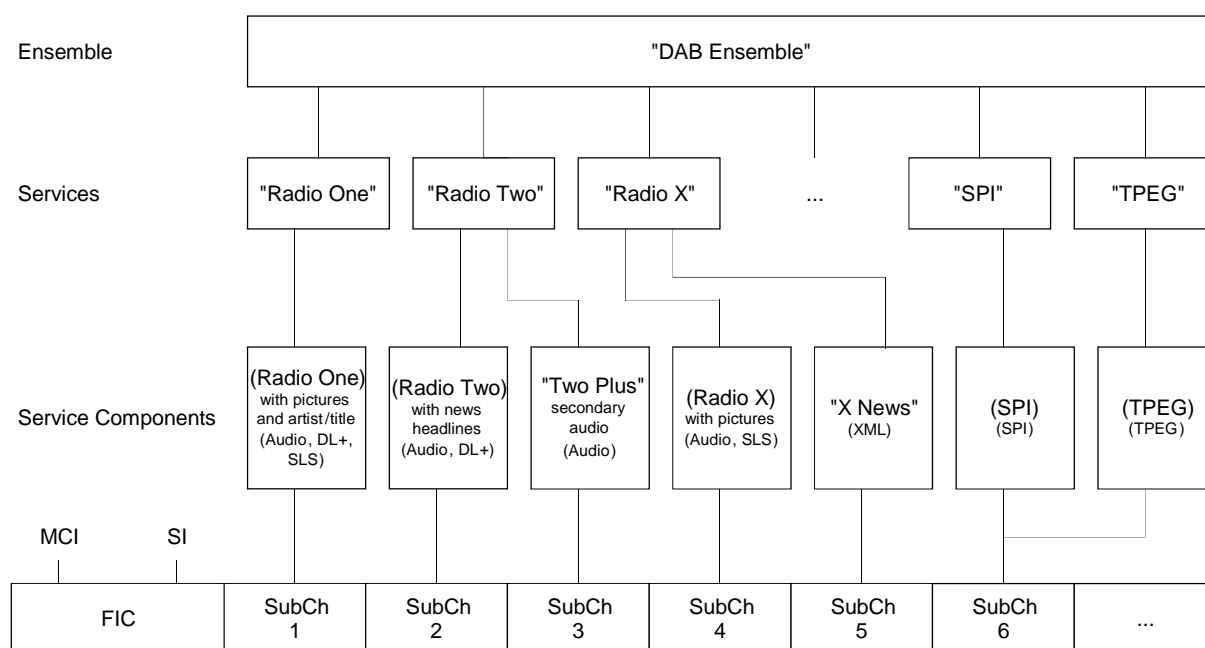 Ensemble
"DAB Ensemble"
Services
"Radio One"
"Radio Two"
"Radio X"
...
"SPI"
"TPEG"
Service Components
(Radio One)
with pictures
and artist/title
(Audio, DL+,
SLS)
(Radio Two)
with news
headlines
(Audio, DL+)
"Two Plus"
secondary
audio
(Audio)
(Radio X)
with pictures
(Audio, SLS)
"X News"
(XML)
(SPI)
(SPI)
(TPEG)
(TPEG)
MCI
SI
FIC
SubCh
1
SubCh
2
SubCh
3
SubCh
4
SubCh
5
SubCh
6
...